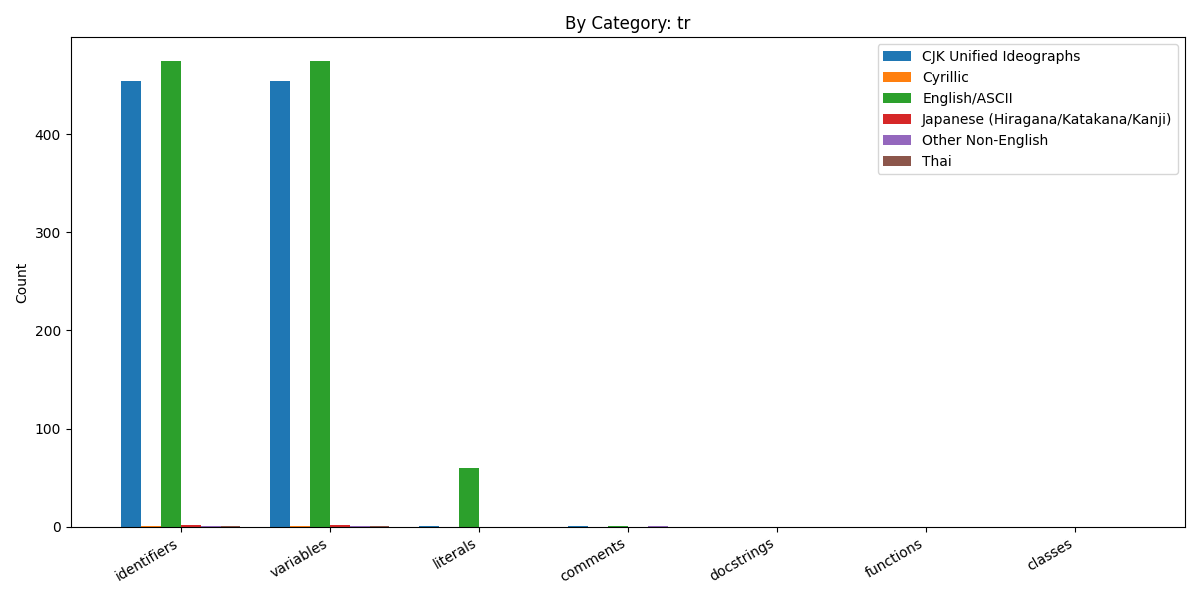 By Category: tr
CJK Unified Ideographs
Cyrillic
English/ASCII
Japanese (Hiragana/Katakana/Kanji)
Other Non-English
Thai
Count
400
300
200
100
0
identifiers
variables
literals
comments
docstrings
functions
classes